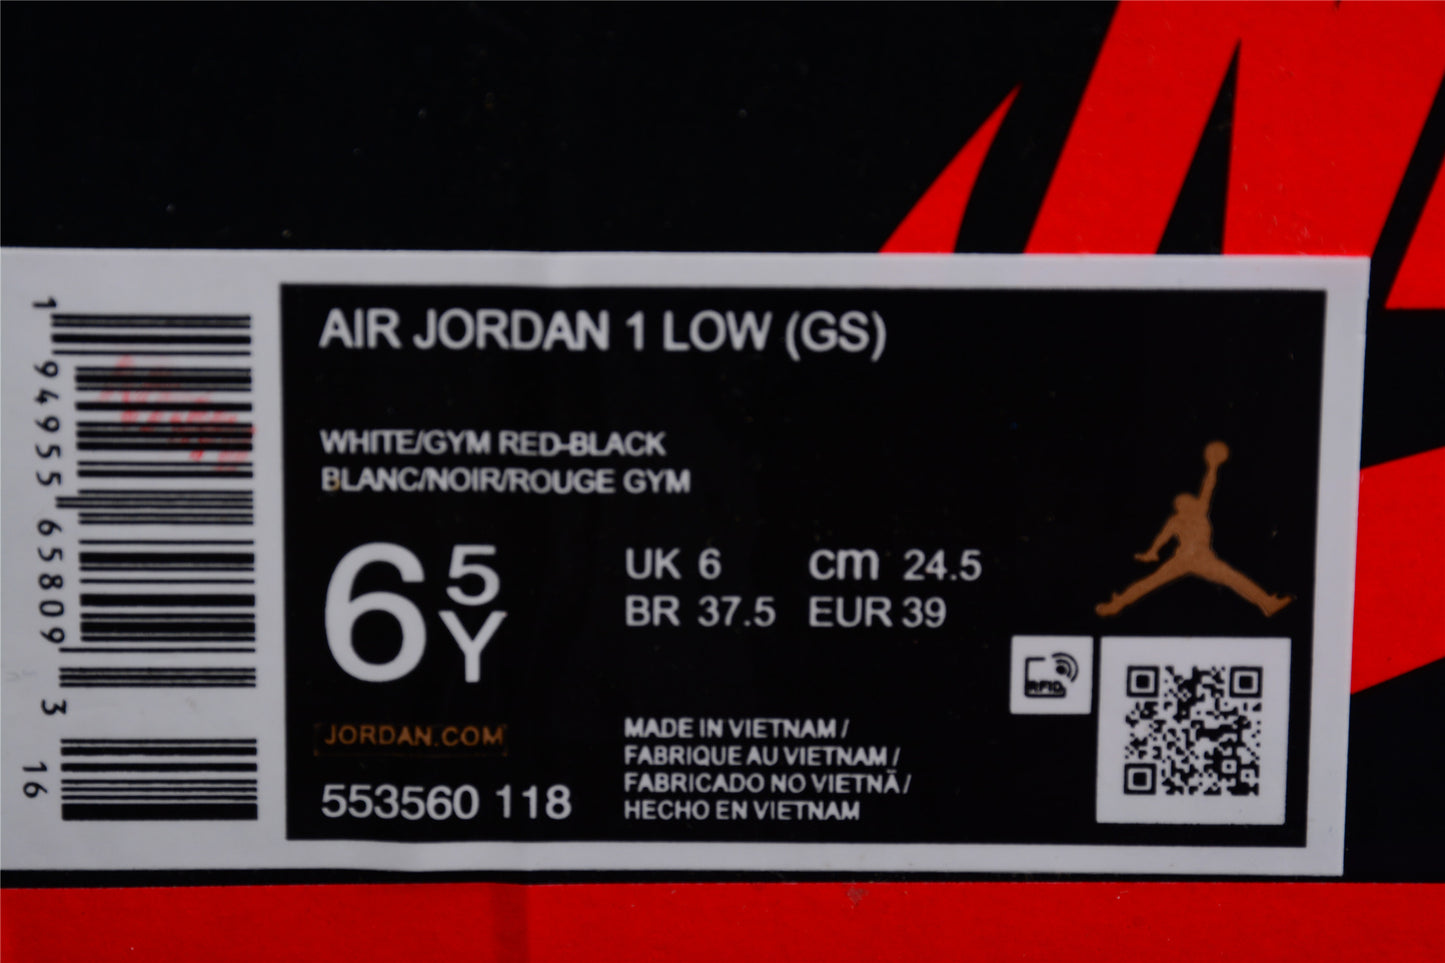 AIR JORDAN 1 LOW (GS)
WHITE/GYM RED-BLACK
BLANC/NOIR/ROUGE GYM
6 5 Y
UK 6 cm 24.5
BR 37.5 EUR 39
RFID
JORDAN.COM
553560 118
MADE IN VIETNAM /
FABRIQUE AU VIETNAM /
FABRICADO NO VIETNÃ /
HECHO EN VIETNAM
1 94955 65809 3
16